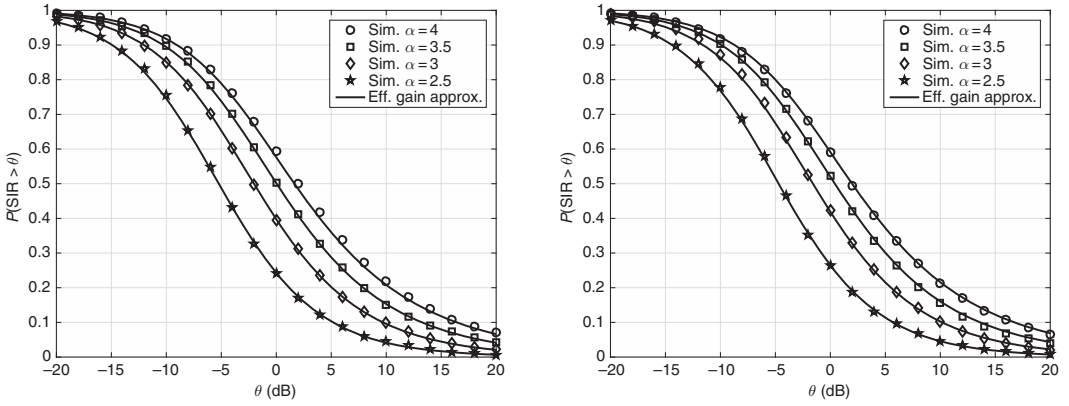 1
0.9
0.8
0.7
0.6
0.5
0.4
0.3
0.2
0.1
0
P(SIR > θ)
−20 −15 −10 −5 0 5 10 15 20
θ (dB)
Sim. α = 4
Sim. α = 3.5
Sim. α = 3
Sim. α = 2.5
Eff. gain approx.
1
0.9
0.8
0.7
0.6
0.5
0.4
0.3
0.2
0.1
0
P(SIR > θ)
−20 −15 −10 −5 0 5 10 15 20
θ (dB)
Sim. α = 4
Sim. α = 3.5
Sim. α = 3
Sim. α = 2.5
Eff. gain approx.